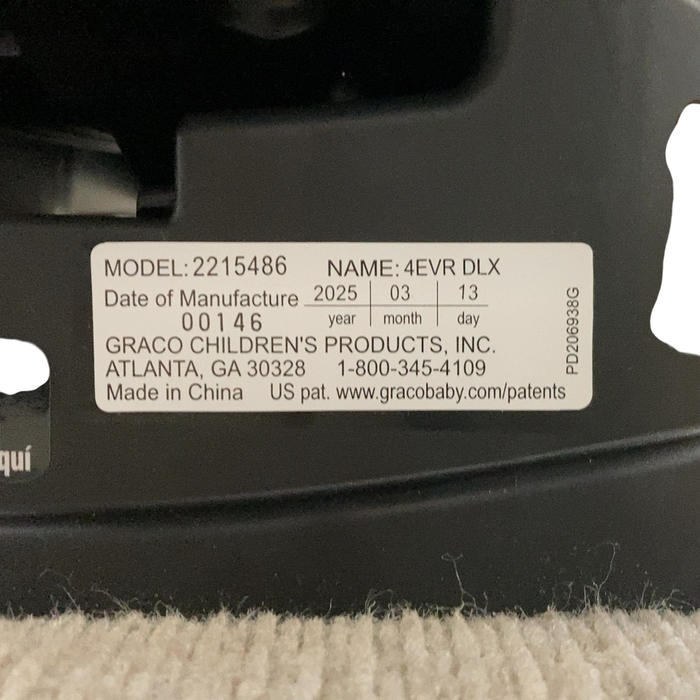 MODEL: 2215486 NAME: 4EVR DLX
Date of Manufacture 2025 03 13
00146 year month day
GRACO CHILDREN'S PRODUCTS, INC.
ATLANTA, GA 30328 1-800-345-4109
Made in China US pat. www.gracobaby.com/patents
PD206938G
quí